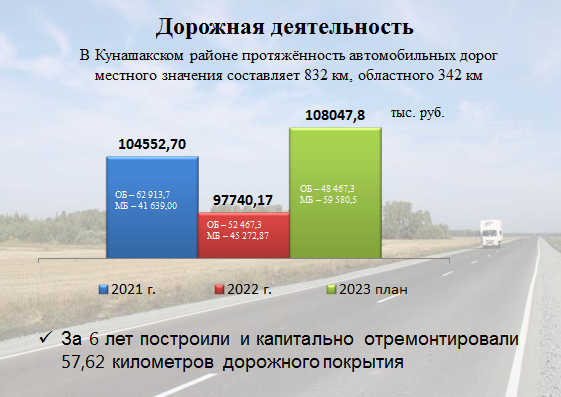 Дорожная деятельность
В Кунашакском районе протяжённость автомобильных дорог
местного значения составляет 832 км, областного 342 км
108047,8 тыс. руб.
104552,70
97740,17
ОБ – 62 913,7
МБ – 41 639,00
ОБ – 52 467,3
МБ – 45 272,87
ОБ – 48 467,3
МБ – 59 580,5
2021 г. 2022 г. 2023 план
✓ За 6 лет построили и капитально отремонтировали
57,62 километров дорожного покрытия